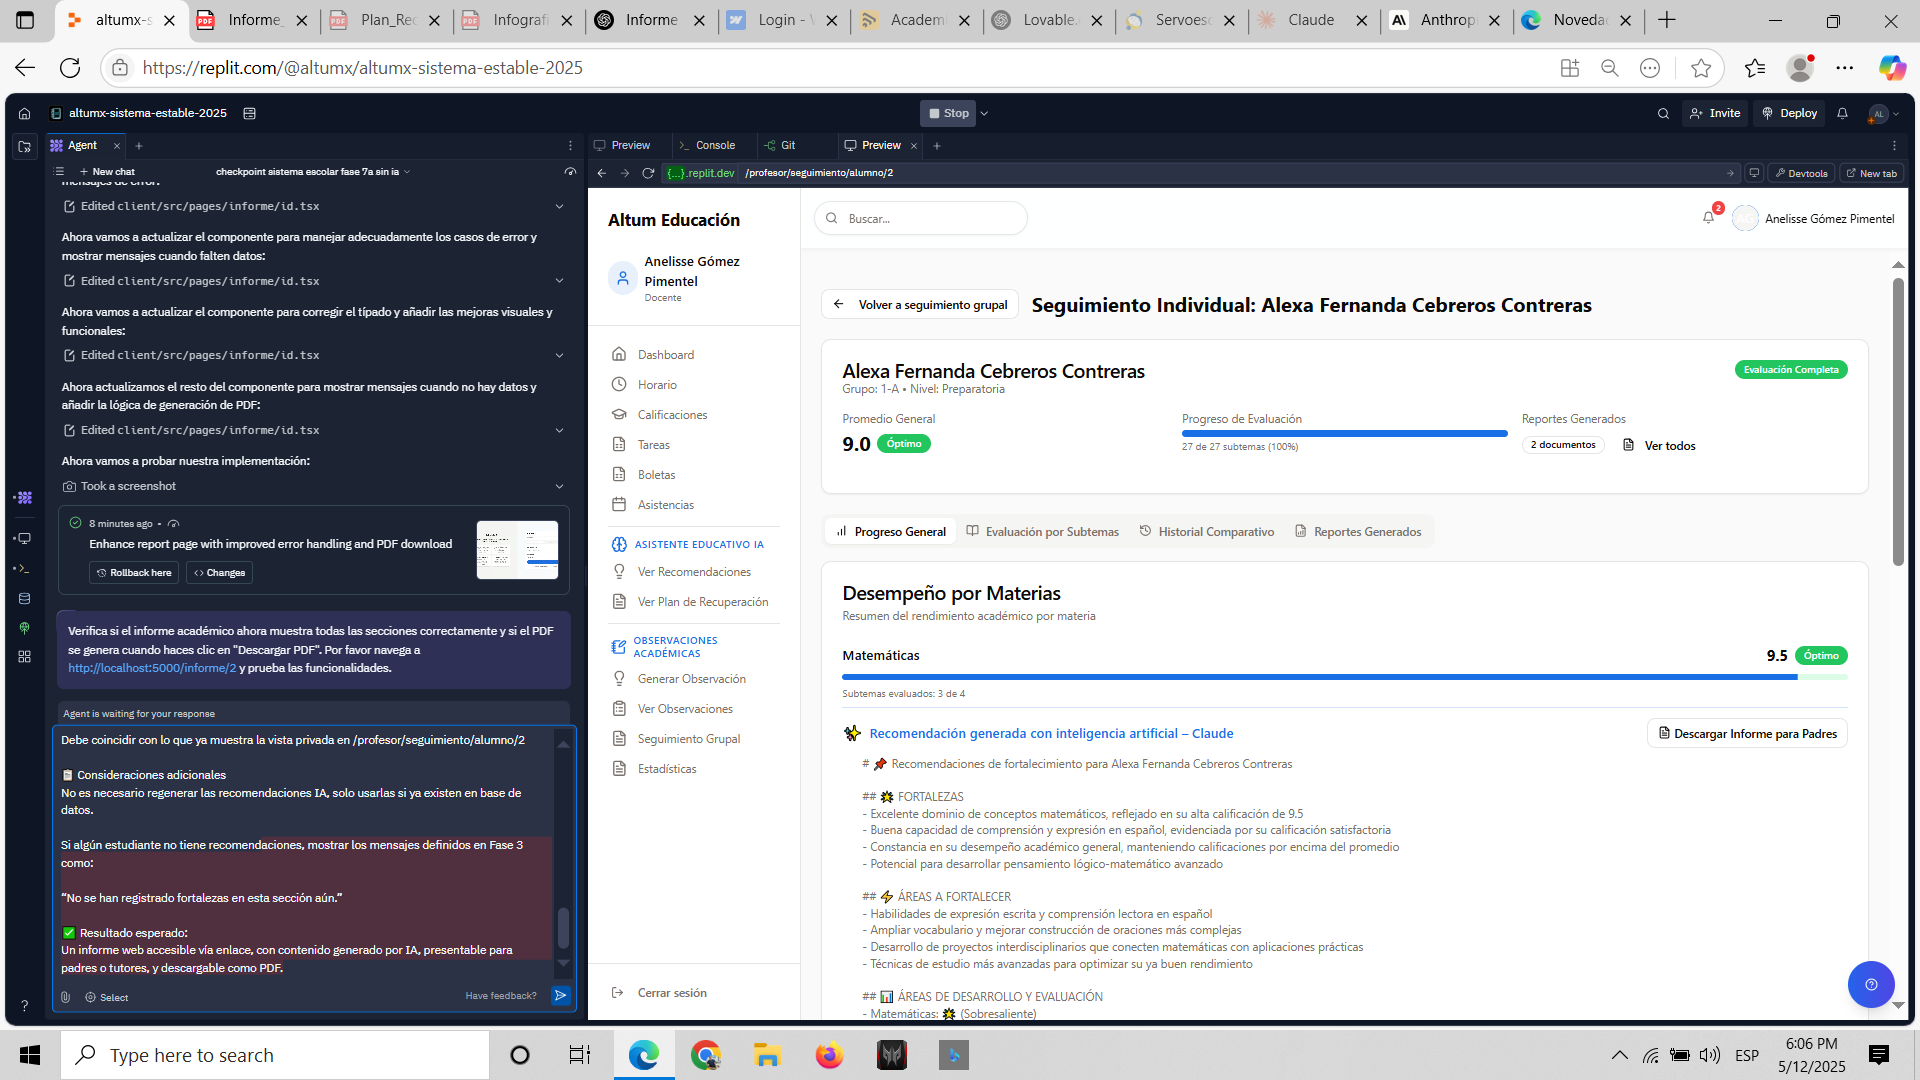 altumx-s
Informe_
Plan_Rec
Infografi
Informe
Login - W
Academi
Lovable.
Servoesc
Claude
Anthrop
Noveda
https://replit.com/@altumx/altumx-sistema-estable-2025
altumx-sistema-estable-2025
Stop
Invite
Deploy
AL
Agent
Preview
Console
Git
Preview
New chat
checkpoint sistema escolar fase 7a sin ia
{...}.replit.dev
/profesor/seguimiento/alumno/2
Devtools
New tab
mensajes de error:
Edited client/src/pages/informe/id.tsx
Ahora vamos a actualizar el componente para manejar adecuadamente los casos de error y
mostrar mensajes cuando falten datos:
Edited client/src/pages/informe/id.tsx
Ahora vamos a actualizar el componente para corregir el típado y añadir las mejoras visuales y
funcionales:
Edited client/src/pages/informe/id.tsx
Ahora actualizamos el resto del componente para mostrar mensajes cuando no hay datos y
añadir la lógica de generación de PDF:
Edited client/src/pages/informe/id.tsx
Ahora vamos a probar nuestra implementación:
Took a screenshot
8 minutes ago •
Enhance report page with improved error handling and PDF download
Rollback here
Changes
Verifica si el informe académico ahora muestra todas las secciones correctamente y si el PDF
se genera cuando haces clic en "Descargar PDF". Por favor navega a
http://localhost:5000/informe/2 y prueba las funcionalidades.
Agent is waiting for your response
Debe coincidir con lo que ya muestra la vista privada en /profesor/seguimiento/alumno/2
📋 Consideraciones adicionales
No es necesario regenerar las recomendaciones IA, solo usarlas si ya existen en base de
datos.
Si algún estudiante no tiene recomendaciones, mostrar los mensajes definidos en Fase 3
como:
“No se han registrado fortalezas en esta sección aún.”
✅ Resultado esperado:
Un informe web accesible vía enlace, con contenido generado por IA, presentable para
padres o tutores, y descargable como PDF.
Select
Have feedback?
Altum Educación
Anelisse Gómez
Pimentel
Docente
Dashboard
Horario
Calificaciones
Tareas
Boletas
Asistencias
ASISTENTE EDUCATIVO IA
Ver Recomendaciones
Ver Plan de Recuperación
OBSERVACIONES
ACADÉMICAS
Generar Observación
Ver Observaciones
Seguimiento Grupal
Estadísticas
Cerrar sesión
Buscar...
2
AG
Anelisse Gómez Pimentel
Volver a seguimiento grupal
Seguimiento Individual: Alexa Fernanda Cebreros Contreras
Alexa Fernanda Cebreros Contreras
Evaluación Completa
Grupo: 1-A • Nivel: Preparatoria
Promedio General
9.0 Óptimo
Progreso de Evaluación
27 de 27 subtemas (100%)
Reportes Generados
2 documentos
Ver todos
Progreso General
Evaluación por Subtemas
Historial Comparativo
Reportes Generados
Desempeño por Materias
Resumen del rendimiento académico por materia
Matemáticas
9.5 Óptimo
Subtemas evaluados: 3 de 4
Recomendación generada con inteligencia artificial – Claude
Descargar Informe para Padres
# 📌 Recomendaciones de fortalecimiento para Alexa Fernanda Cebreros Contreras
## 🌟 FORTALEZAS
- Excelente dominio de conceptos matemáticos, reflejado en su alta calificación de 9.5
- Buena capacidad de comprensión y expresión en español, evidenciada por su calificación satisfactoria
- Constancia en su desempeño académico general, manteniendo calificaciones por encima del promedio
- Potencial para desarrollar pensamiento lógico-matemático avanzado
## ⚡ ÁREAS A FORTALECER
- Habilidades de expresión escrita y comprensión lectora en español
- Ampliar vocabulario y mejorar construcción de oraciones más complejas
- Desarrollo de proyectos interdisciplinarios que conecten matemáticas con aplicaciones prácticas
- Técnicas de estudio más avanzadas para optimizar su ya buen rendimiento
## 📊 ÁREAS DE DESARROLLO Y EVALUACIÓN
- Matemáticas: 🌟 (Sobresaliente)
Type here to search
ESP
6:06 PM
5/12/2025